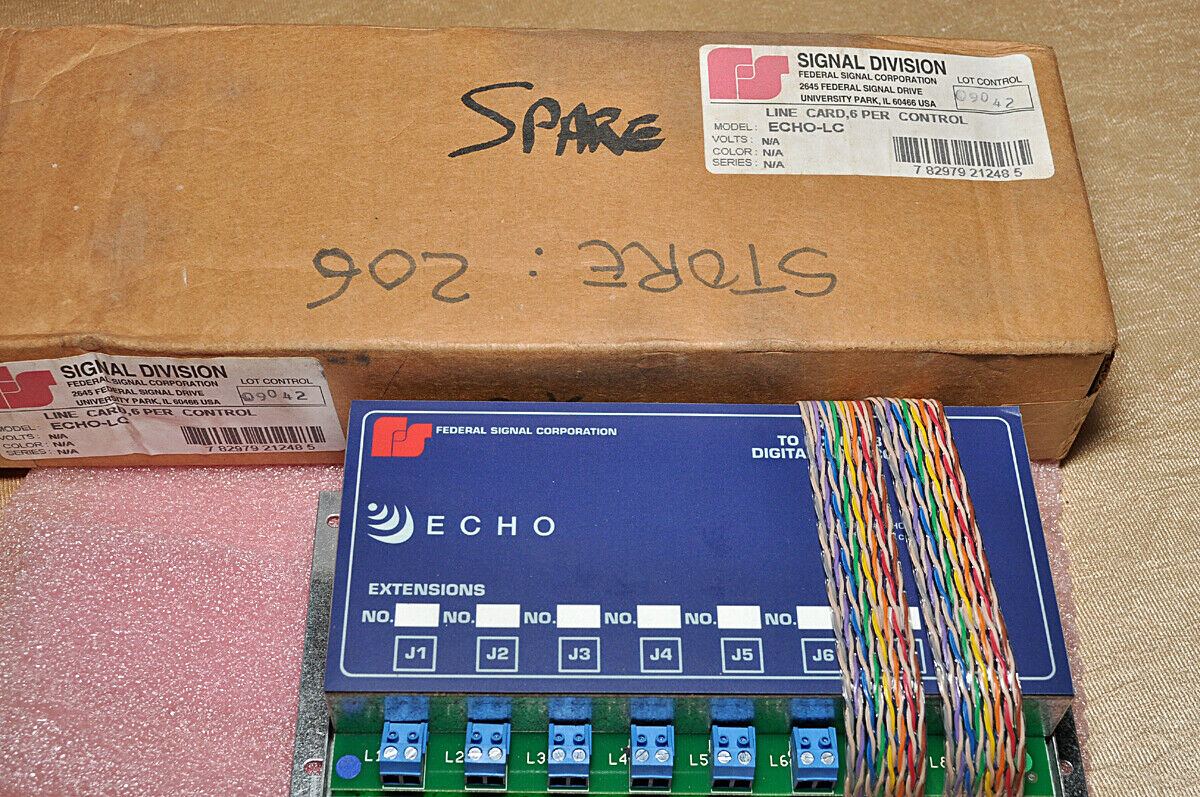 SPARE
SIGNAL DIVISION
FEDERAL SIGNAL CORPORATION
2645 FEDERAL SIGNAL DRIVE
UNIVERSITY PARK, IL 60466 USA
LOT CONTROL
09042
LINE CARD,6 PER CONTROL
MODEL: ECHO-LC
VOLTS: N/A
COLOR: N/A
SERIES: N/A
7 82979 21248 5
STORE: 206
SIGNAL DIVISION
FEDERAL SIGNAL CORPORATION
2645 FEDERAL SIGNAL DRIVE
UNIVERSITY PARK, IL 60466 USA
LOT CONTROL
09042
LINE CARD,6 PER CONTROL
MODEL: ECHO-LC
VOLTS: N/A
COLOR: N/A
SERIES: N/A
7 82979 21248 5
FEDERAL SIGNAL CORPORATION
TO
DIGITA
ECHO
EXTENSIONS
NO. NO. NO. NO. NO. NO.
J1 J2 J3 J4 J5 J6
L1 L2 L3 L4 L5 L6 L8